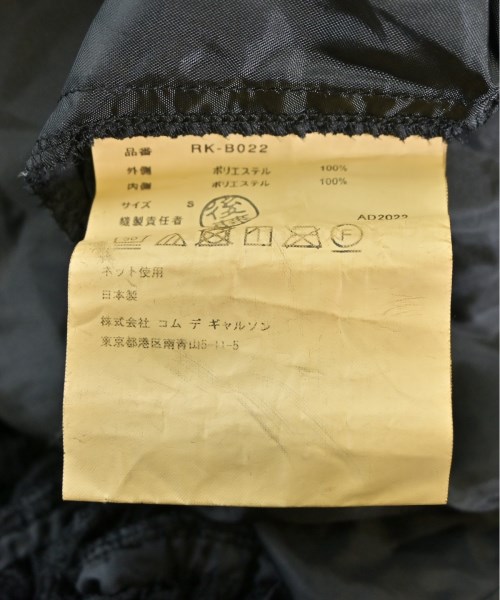 品番 RK-B022
外側 ポリエステル 100%
内側 ポリエステル 100%
サイズ S
縫製責任者 後 AD2022
F
ネット使用
日本製
株式会社 コム デ ギャルソン
東京都港区南青山5-11-5